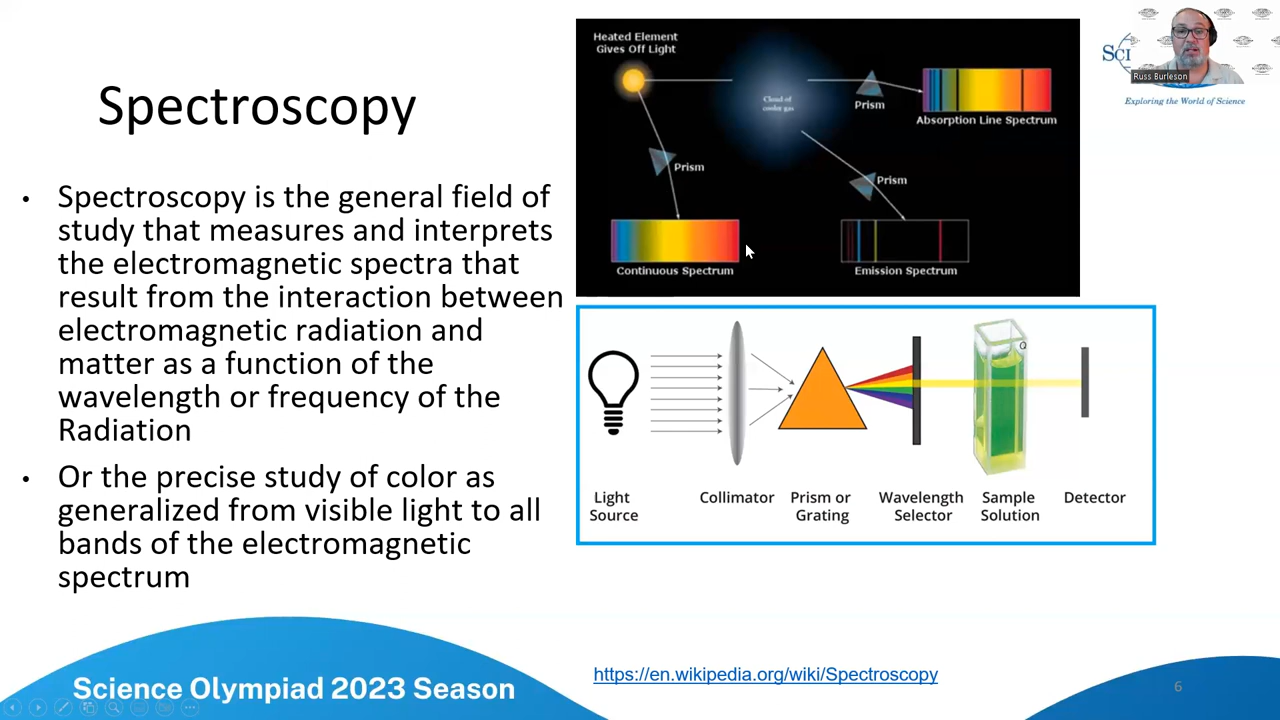 Spectroscopy
• Spectroscopy is the general field of
study that measures and interprets
the electromagnetic spectra that
result from the interaction between
electromagnetic radiation and
matter as a function of the
wavelength or frequency of the
Radiation
• Or the precise study of color as
generalized from visible light to all
bands of the electromagnetic
spectrum
Heated Element
Gives Off Light
Cloud of
cooler gas
Prism
Absorption Line Spectrum
Prism
Prism
Continuous Spectrum
Emission Spectrum
Q
Light
Source
Collimator
Prism or
Grating
Wavelength
Selector
Sample
Solution
Detector
Russ Burleson
Exploring the World of Science
Science Olympiad 2023 Season
https://en.wikipedia.org/wiki/Spectroscopy
6